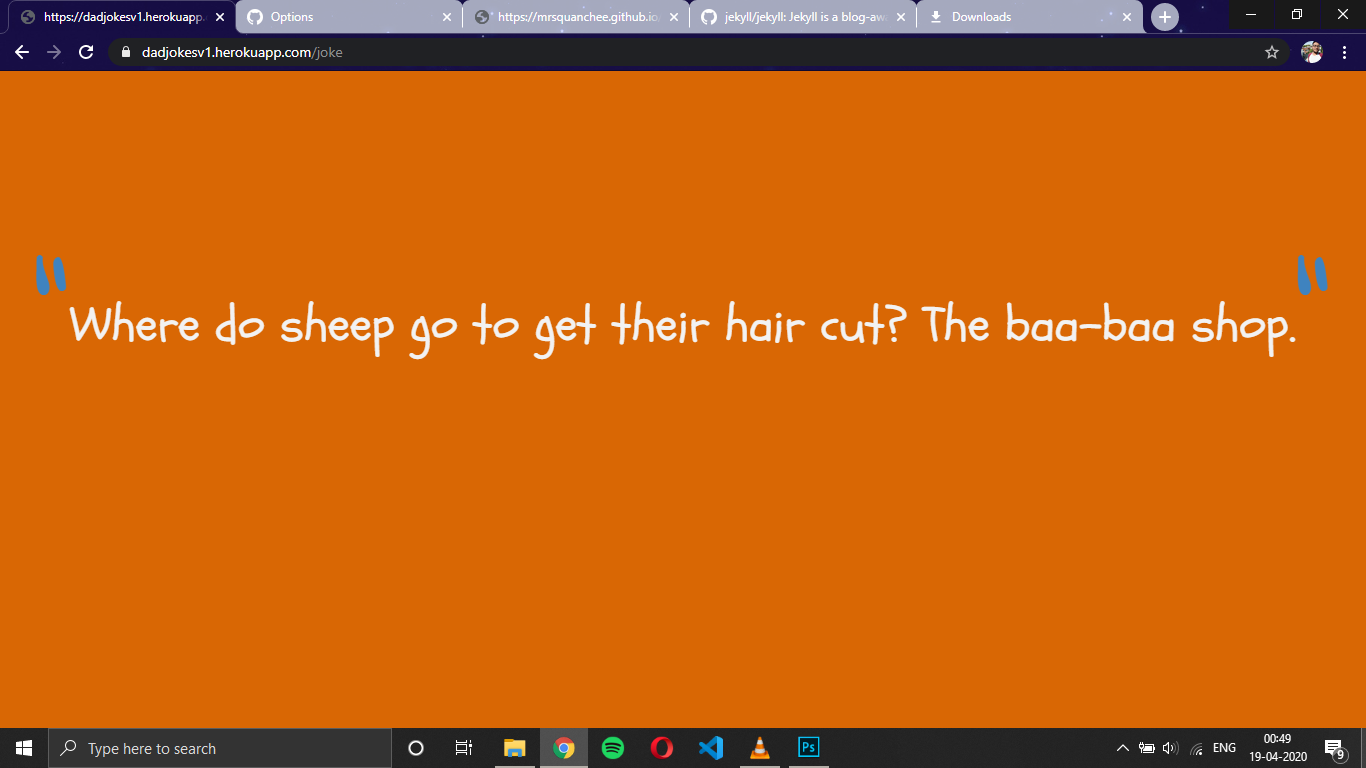 https://dadjokesv1.herokuapp.
Options
https://mrsquanchee.github.io/
jekyll/jekyll: Jekyll is a blog-awa
Downloads
dadjokesv1.herokuapp.com/joke
"Where do sheep go to get their hair cut? The baa-baa shop."
Type here to search
Ps
ENG
00:49
19-04-2020
9